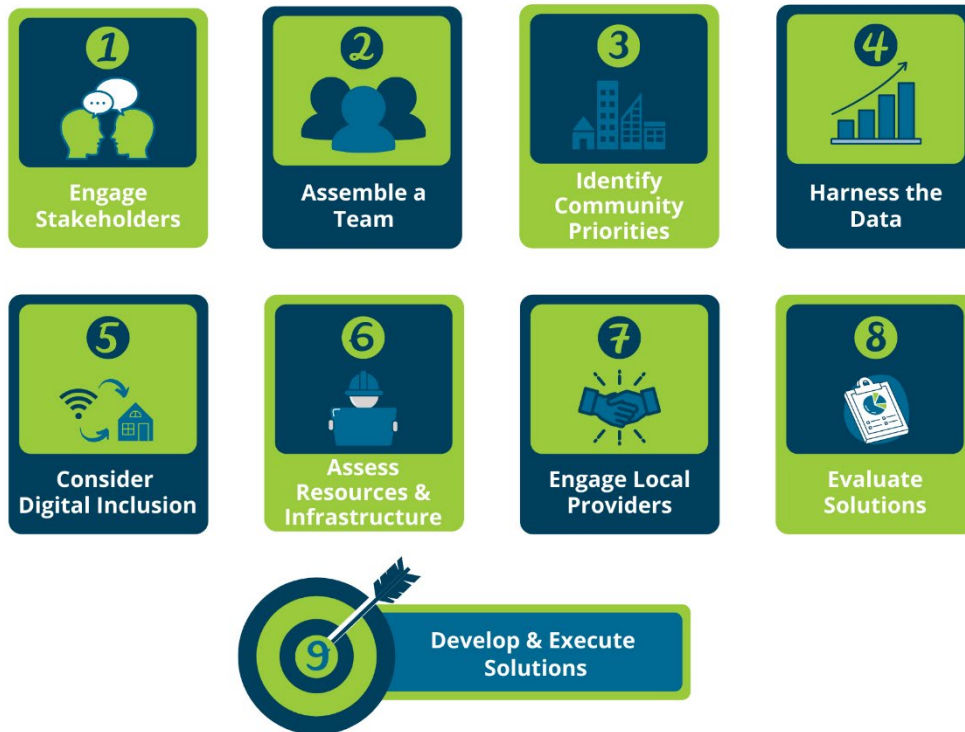 1
Engage
Stakeholders
2
Assemble a
Team
3
Identify
Community
Priorities
4
Harness the
Data
5
Consider
Digital Inclusion
6
Assess
Resources &
Infrastructure
7
Engage Local
Providers
8
Evaluate
Solutions
9
Develop & Execute
Solutions